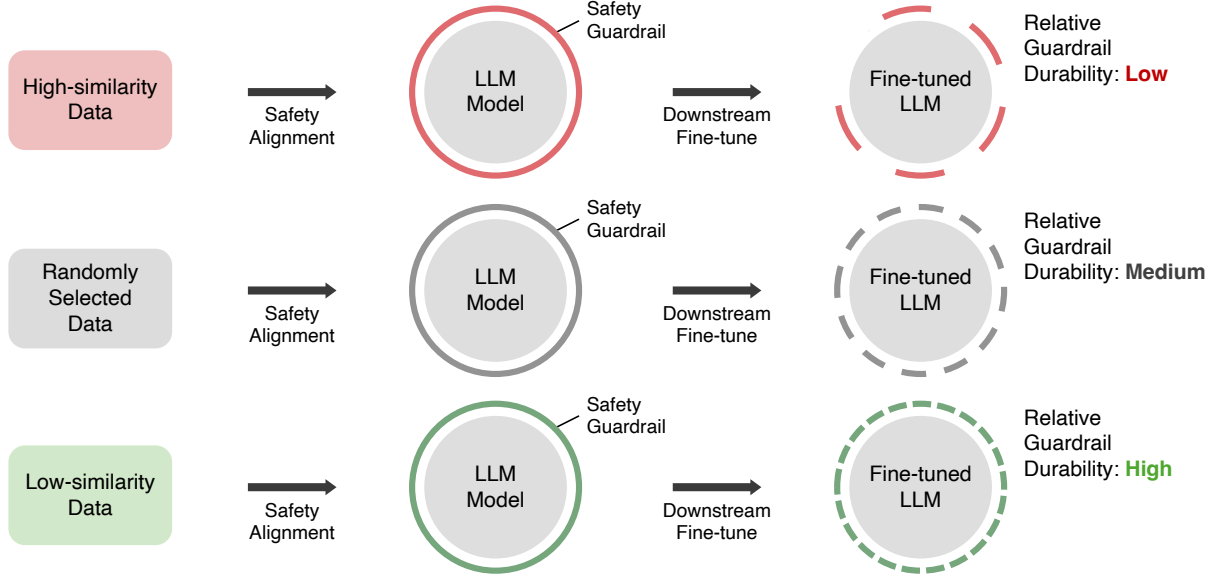 High-similarity
Data
Safety
Alignment
LLM
Model
Safety
Guardrail
Downstream
Fine-tune
Fine-tuned
LLM
Relative
Guardrail
Durability: Low
Randomly
Selected
Data
Safety
Alignment
LLM
Model
Safety
Guardrail
Downstream
Fine-tune
Fine-tuned
LLM
Relative
Guardrail
Durability: Medium
Low-similarity
Data
Safety
Alignment
LLM
Model
Safety
Guardrail
Downstream
Fine-tune
Fine-tuned
LLM
Relative
Guardrail
Durability: High